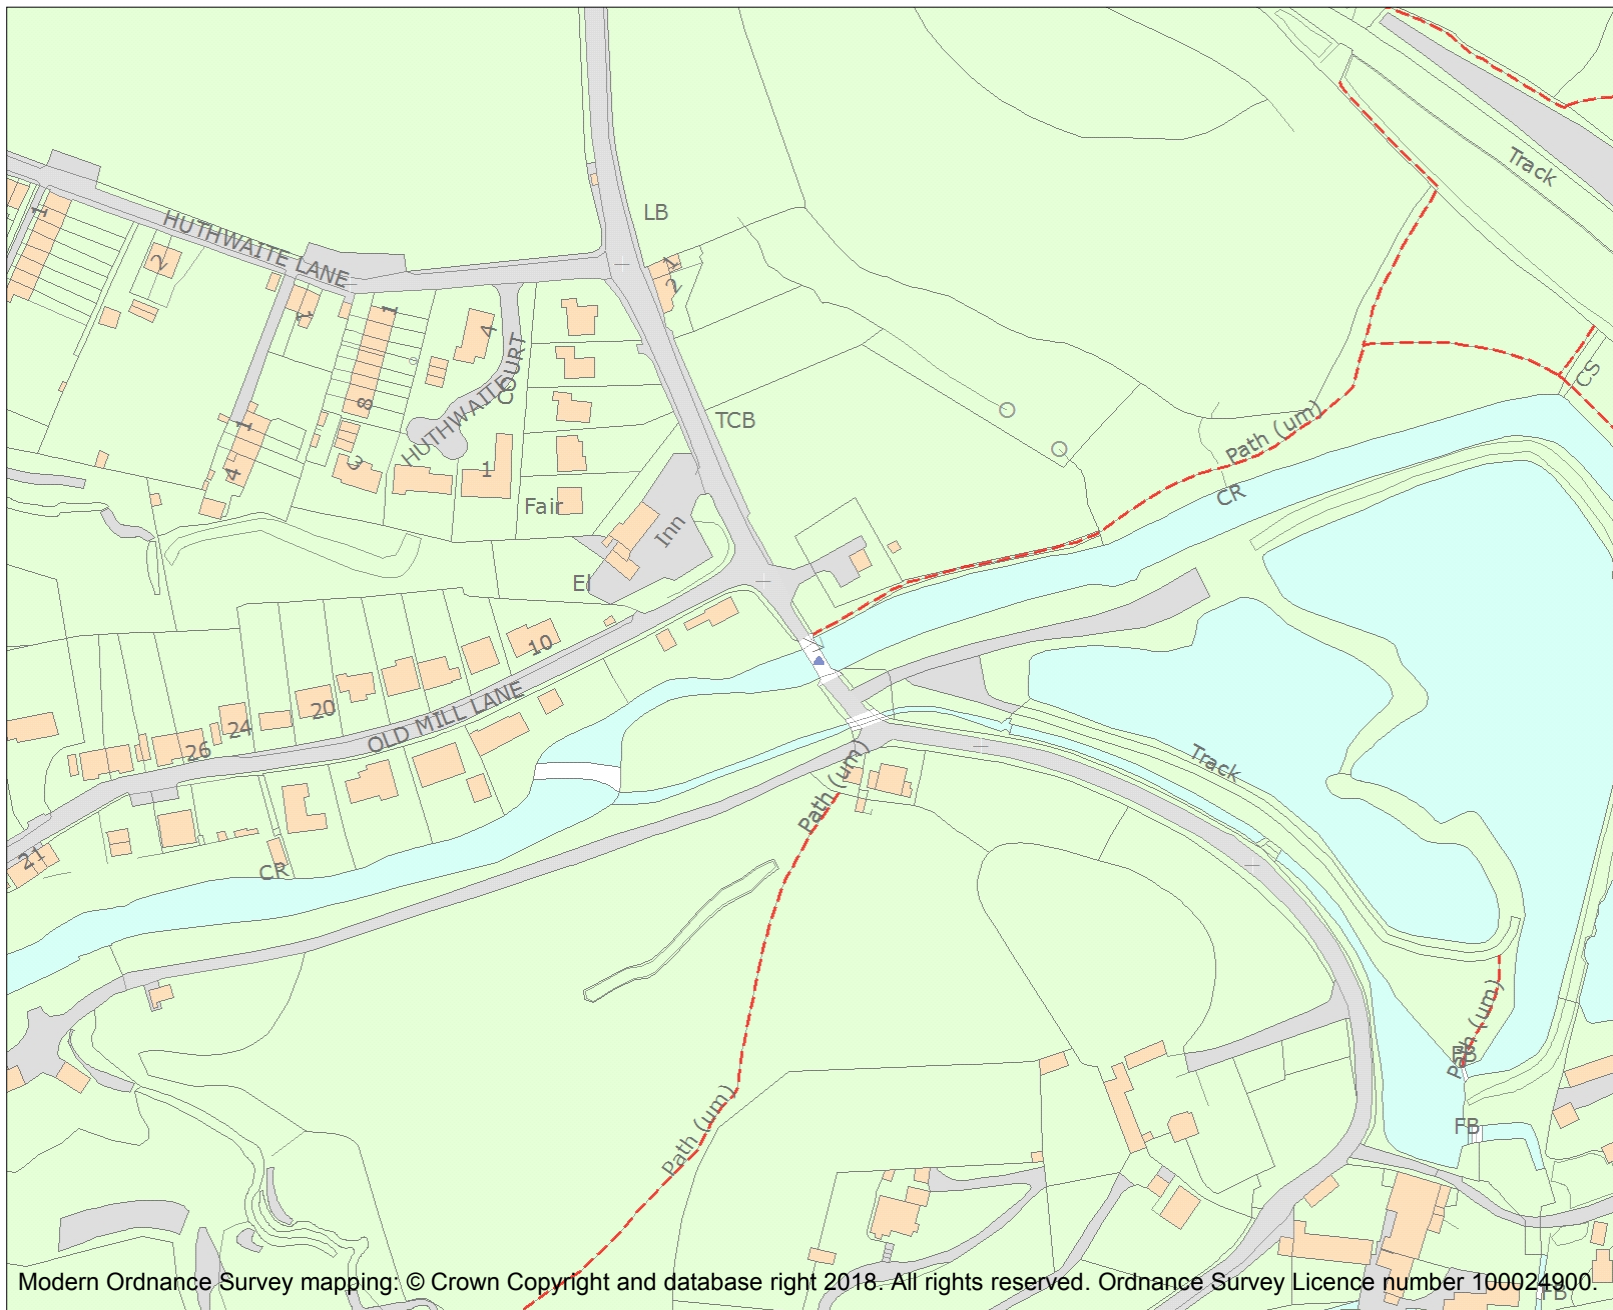 Track
LB
1
HUTHWAITE LANE
2
1
2
1
1
4
HUTHWAITE COURT
CS
8
1
TCB
Path (um)
3
4
1
CR
Fair
Inn
El
10
20
OLD MILL LANE
24
26
Path (um)
Track
21
CR
Path (um)
FB
Path (um)
FB
FB
Modern Ordnance Survey mapping: © Crown Copyright and database right 2018. All rights reserved. Ordnance Survey Licence number 100024900.